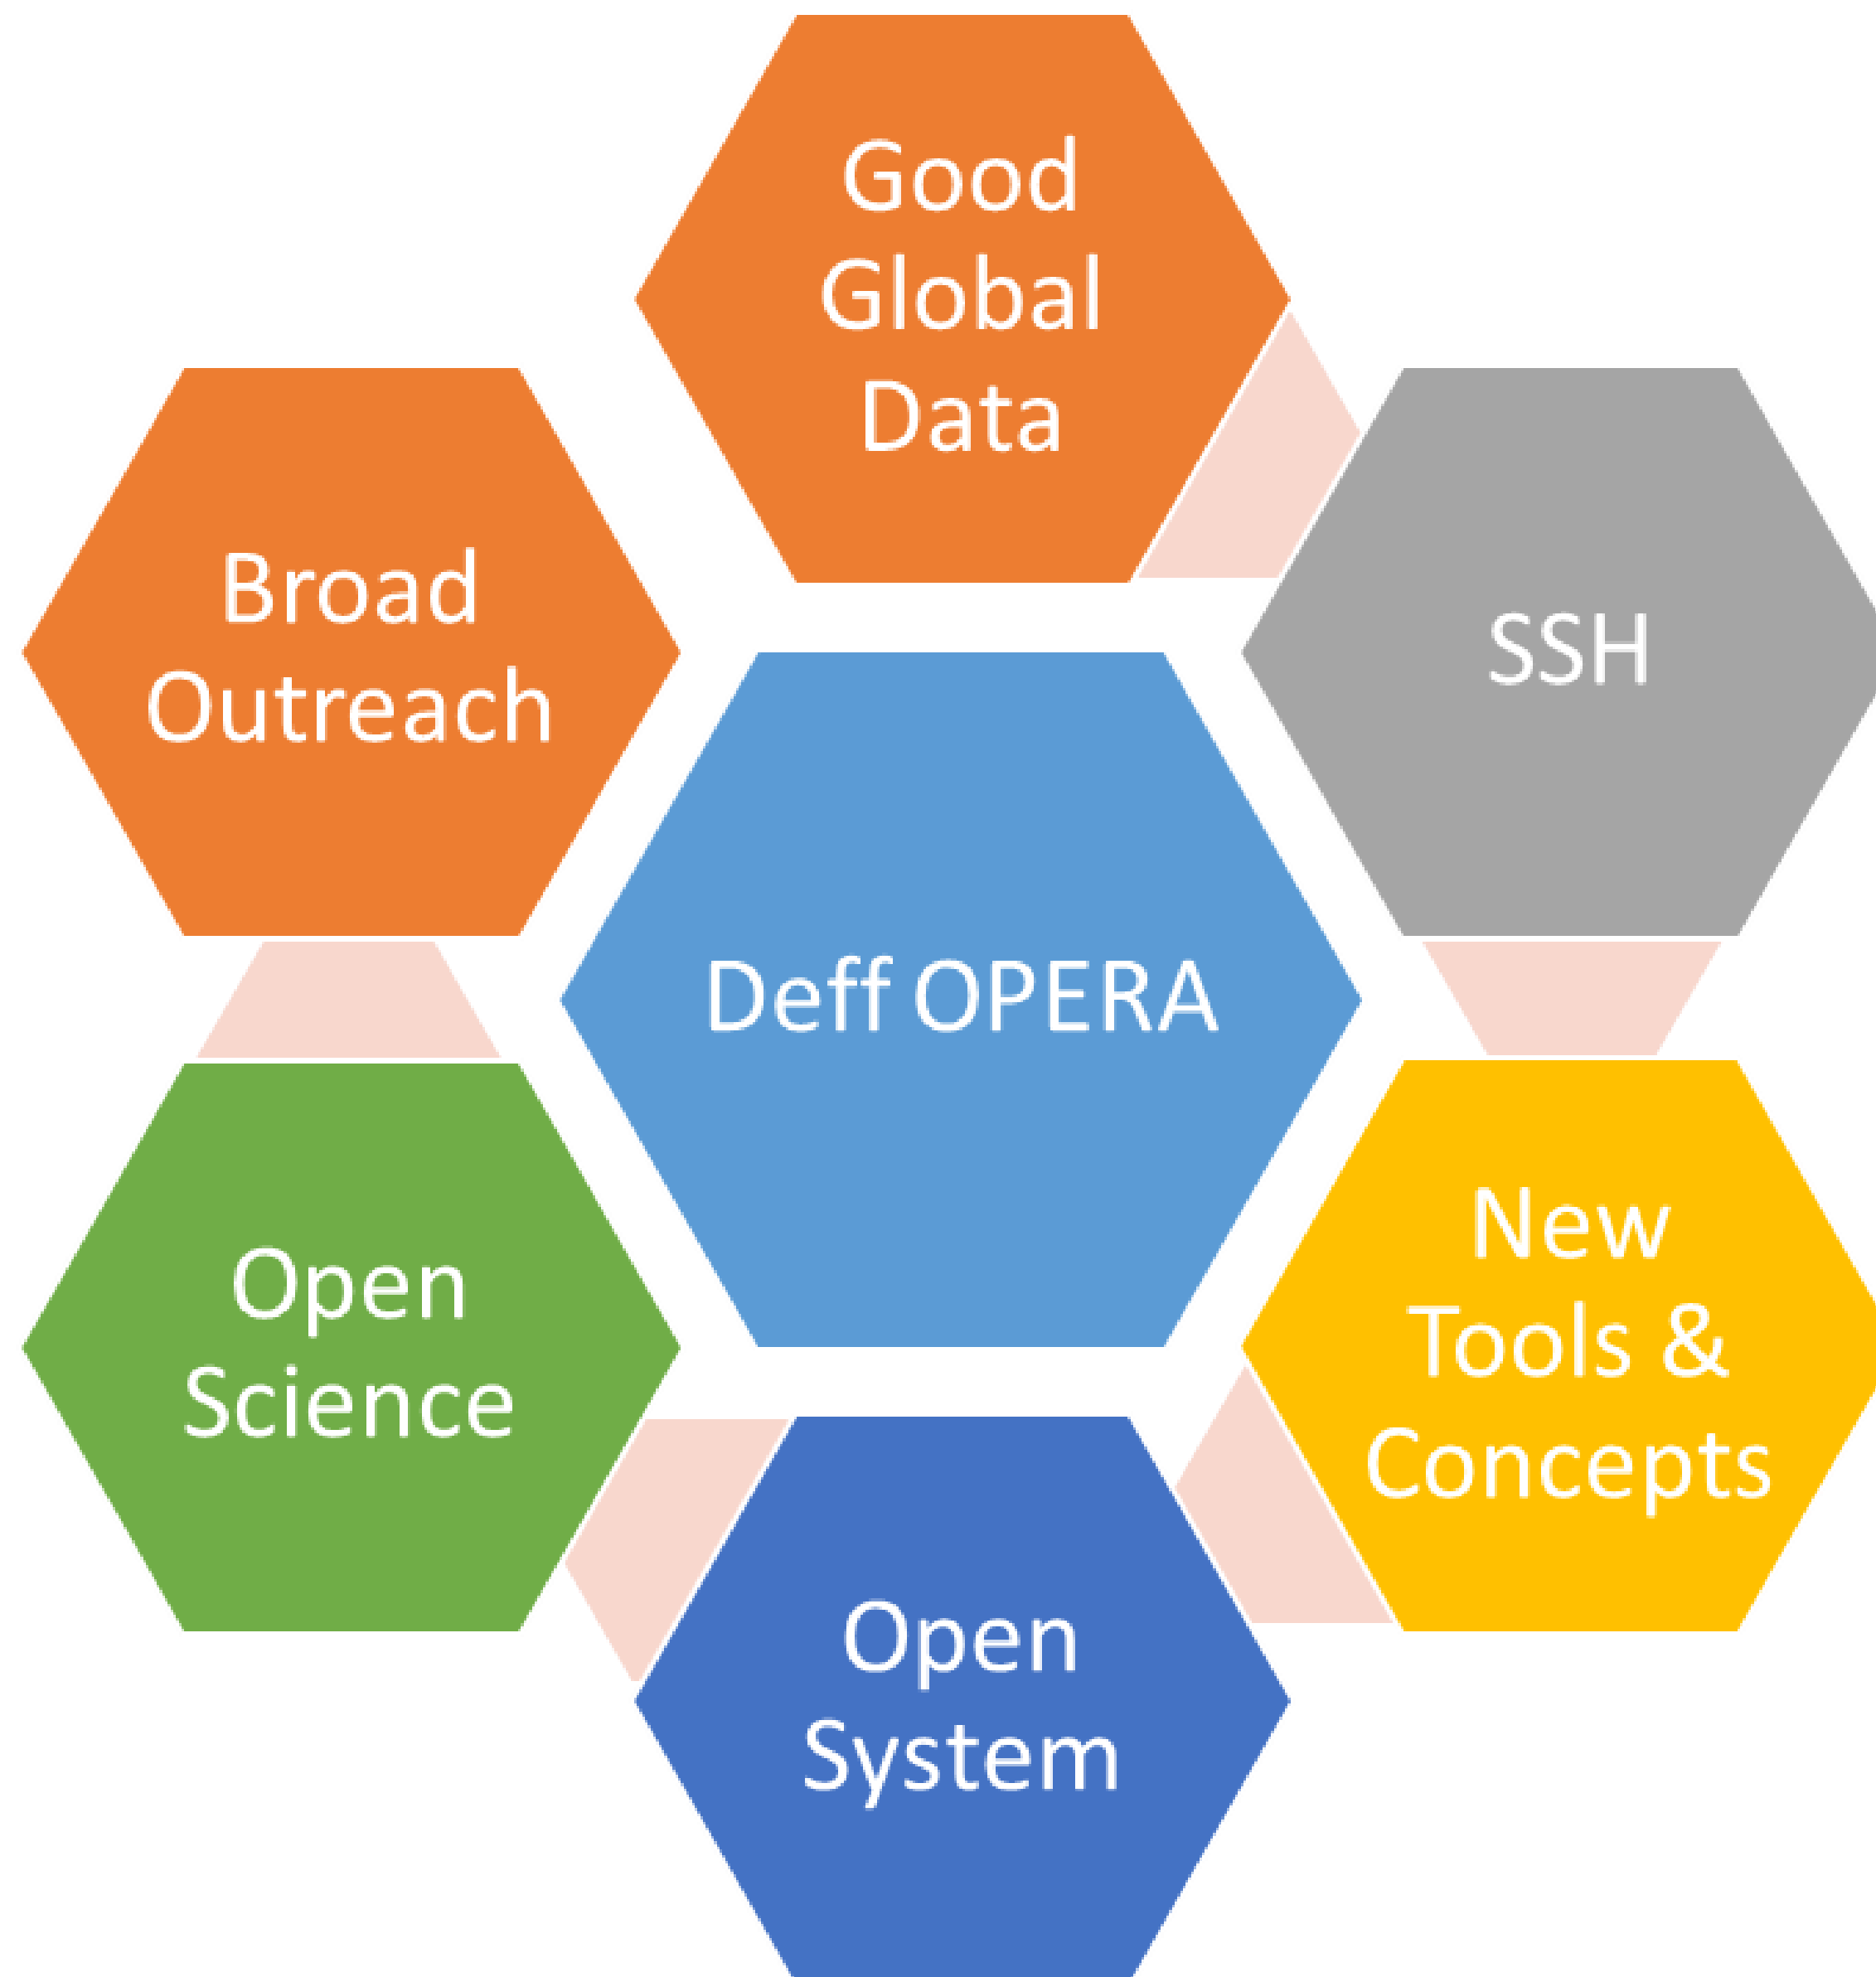 Good
Global
Data
Broad
Outreach
SSH
Deff OPERA
Open
Science
New
Tools &
Concepts
Open
System